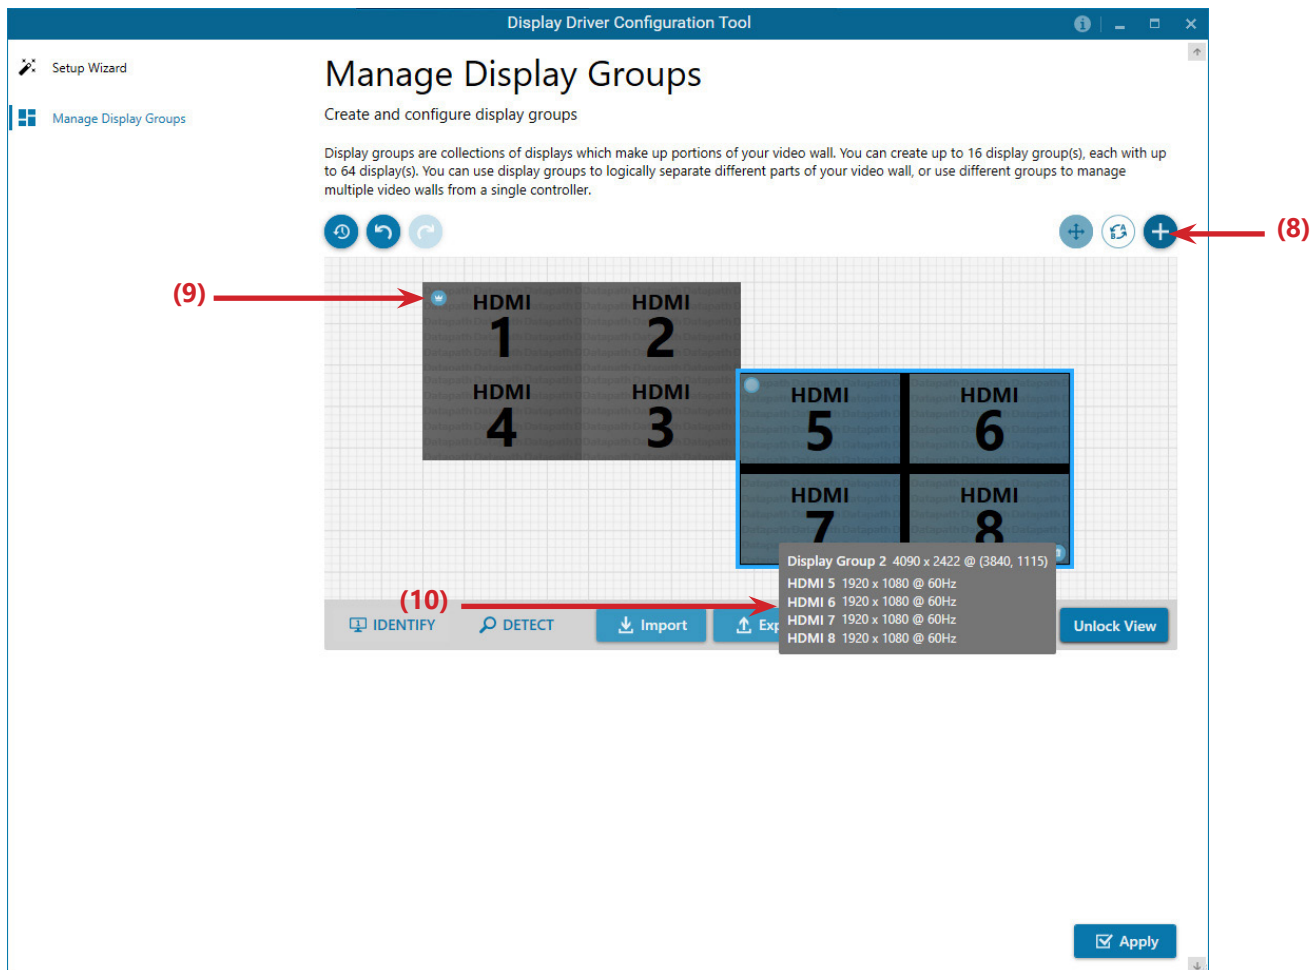 Display Driver Configuration Tool
Setup Wizard
Manage Display Groups
Manage Display Groups
Create and configure display groups
Display groups are collections of displays which make up portions of your video wall. You can create up to 16 display group(s), each with up
to 64 display(s). You can use display groups to logically separate different parts of your video wall, or use different groups to manage
multiple video walls from a single controller.
(8)
(9)
HDMI
1
HDMI
2
HDMI
4
HDMI
3
HDMI
5
HDMI
6
HDMI
7
HDMI
8
Display Group 2 4090 x 2422 @ (3840, 1115)
HDMI 5 1920 x 1080 @ 60Hz
HDMI 6 1920 x 1080 @ 60Hz
HDMI 7 1920 x 1080 @ 60Hz
HDMI 8 1920 x 1080 @ 60Hz
(10)
IDENTIFY
DETECT
Import
Exp
Unlock View
Apply